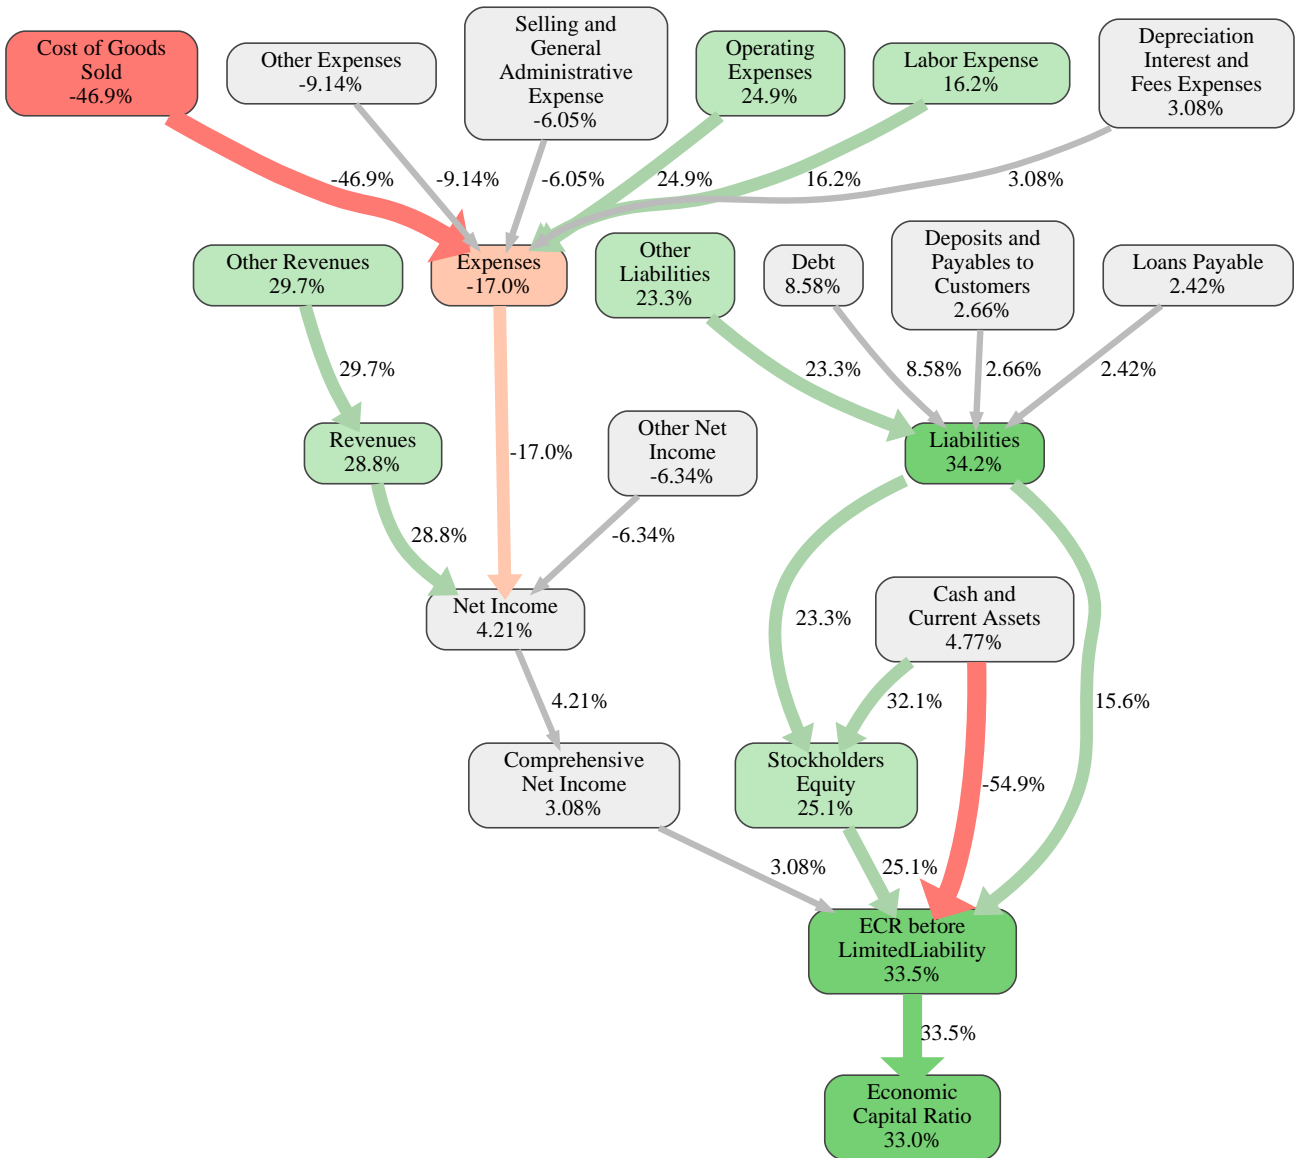 Cost of Goods
Sold
-46.9%
Other Expenses
-9.14%
Selling and
General
Administrative
Expense
-6.05%
Operating
Expenses
24.9%
Labor Expense
16.2%
Depreciation
Interest and
Fees Expenses
3.08%
-46.9%
-9.14%
-6.05%
24.9%
16.2%
3.08%
Other Revenues
29.7%
Expenses
-17.0%
Other
Liabilities
23.3%
Debt
8.58%
Deposits and
Payables to
Customers
2.66%
Loans Payable
2.42%
29.7%
-17.0%
23.3%
8.58%
2.66%
2.42%
Revenues
28.8%
Other Net
Income
-6.34%
Liabilities
34.2%
28.8%
-6.34%
Net Income
4.21%
Cash and
Current Assets
4.77%
23.3%
4.21%
32.1%
15.6%
Comprehensive
Net Income
3.08%
Stockholders
Equity
25.1%
-54.9%
3.08%
25.1%
ECR before
LimitedLiability
33.5%
33.5%
Economic
Capital Ratio
33.0%